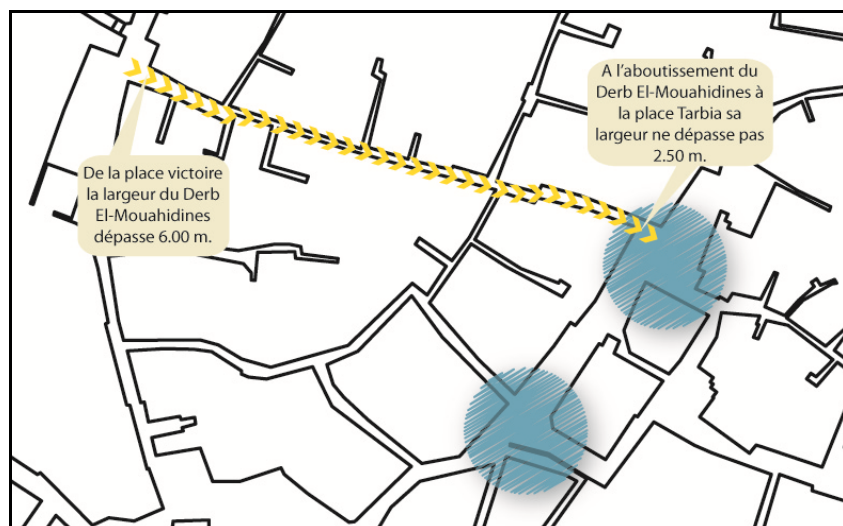 De la place victoire
la largeur du Derb
El-Mouahidines
dépasse 6.00 m.
A l'aboutissement du
Derb El-Mouahidines à
la place Tarbia sa
largeur ne dépasse pas
2.50 m.